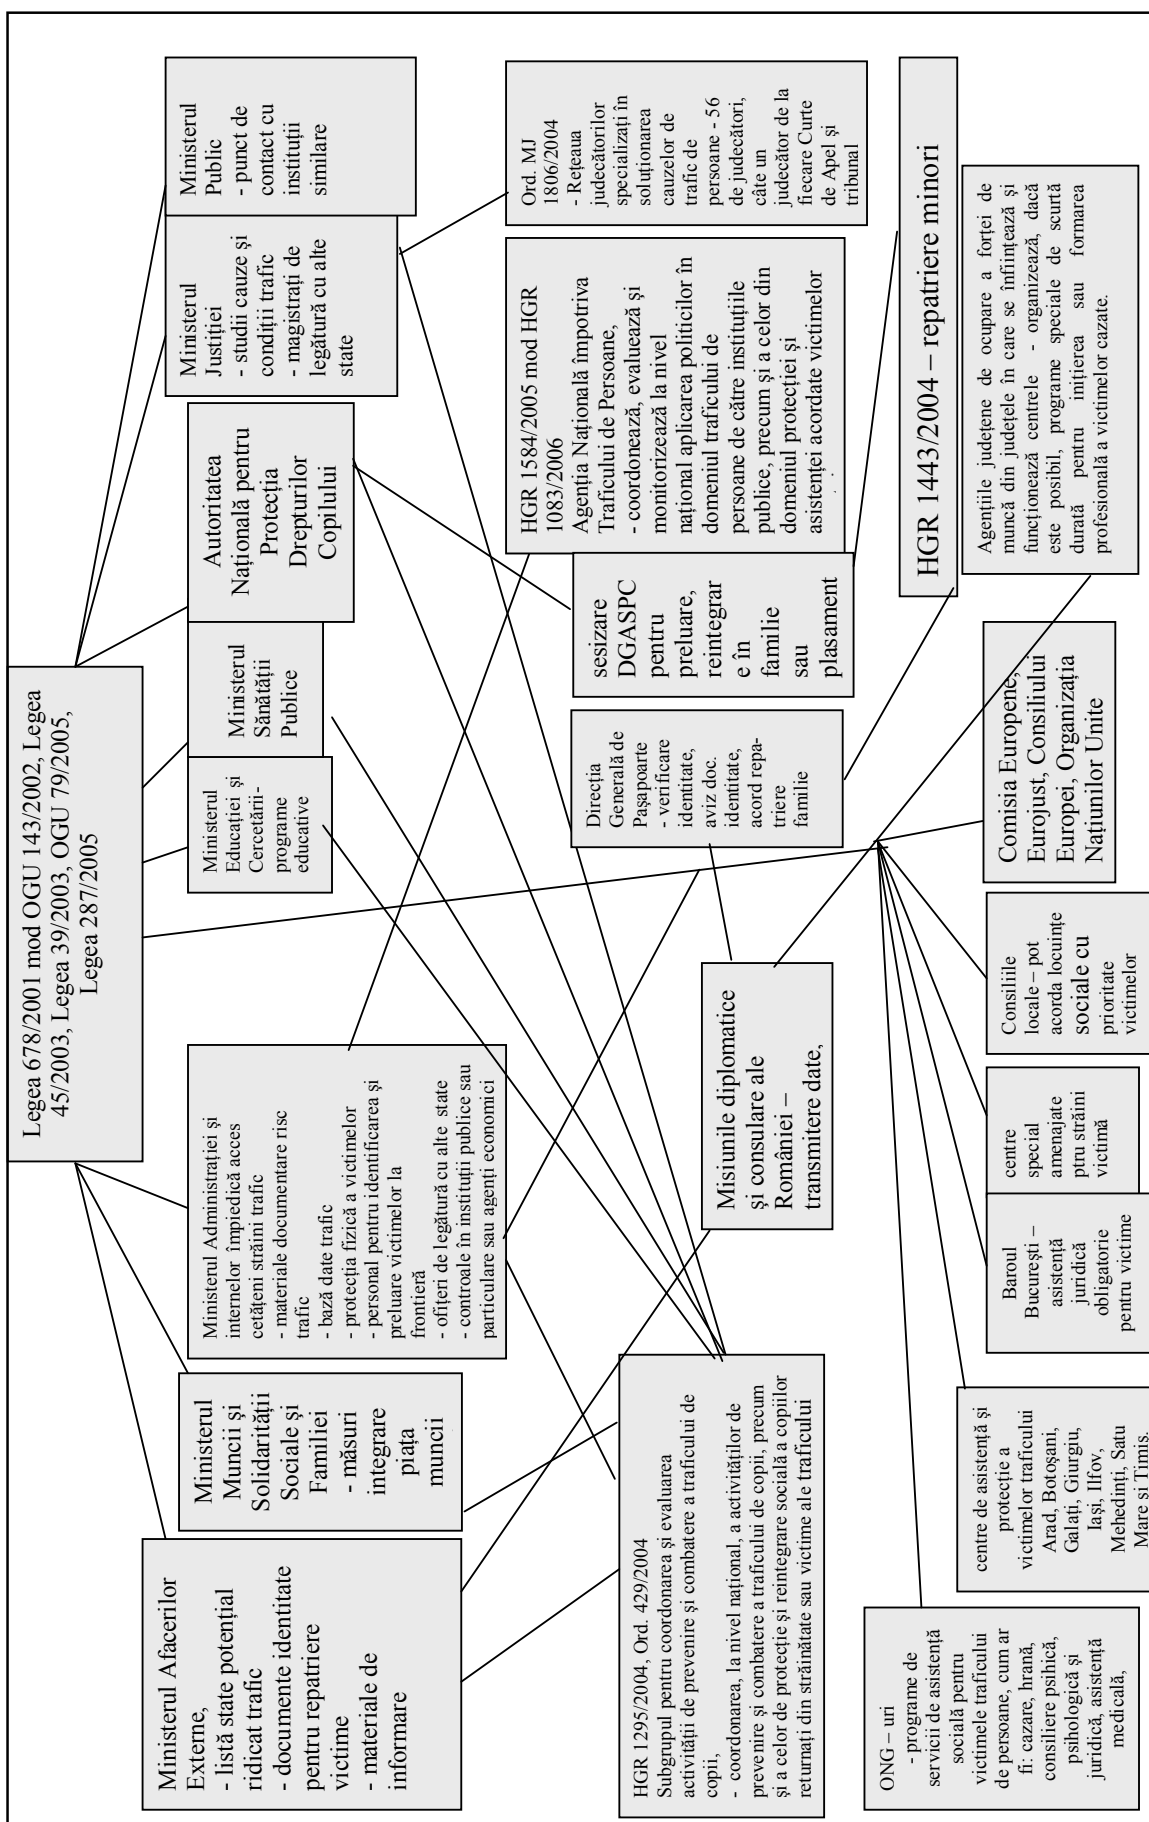 Legea 678/2001 mod OGU 143/2002, Legea
45/2003, Legea 39/2003, OGU 79/2005,
Legea 287/2005
Ministerul Afacerilor
Externe,
- listă state potențial
ridicat trafic
- documente identitate
pentru repatriere
victime
- materiale de
informare
Ministerul
Muncii și
Solidarității
Sociale și
Familiei
- măsuri
integrare
piața
muncii
Ministerul Administrației și
internelor împiedică acces
cetățeni străini trafic
- materiale documentare risc
trafic
- bază date trafic
- protecția fizică a victimelor
- personal pentru identificarea și
preluare victimelor la
frontieră
- ofițeri de legătură cu alte state
- controale în instituții publice sau
particulare sau agenți economici
Ministerul
Educației și
Cercetării-
programe
educative
Ministerul
Sănătății
Publice
Autoritatea
Națională pentru
Protecția
Drepturilor
Copilului
Ministerul
Justiției
- studii cauze și
condiții trafic
- magistrați de
legătură cu alte
state
Ministerul
Public
- punct de
contact cu
instituții
similare
HGR 1295/2004, Ord. 429/2004
Subgrupul pentru coordonarea și evaluarea
activității de prevenire și combatere a traficului de
copii,
- coordonarea, la nivel național, a activităților de
prevenire și combatere a traficului de copii, precum
și a celor de protecție și reintegrare socială a copiilor
returnați din străinătate sau victime ale traficului
Misiunile diplomatice
și consulare ale
României –
transmitere date,
Direcția
Generală de
Pașapoarte
- verificare
identitate,
aviz doc.
identitate,
acord repa-
triere
familie
sesizare
DGASPC
pentru
preluare,
reintegrar
e în
familie
sau
plasament
HGR 1584/2005 mod HGR
1083/2006
Agenția Națională împotriva
Traficului de Persoane,
- coordonează, evaluează și
monitorizează la nivel
național aplicarea politicilor în
domeniul traficului de
persoane de către instituțiile
publice, precum și a celor din
domeniul protecției și
asistenței acordate victimelor
Ord. MJ
1806/2004
- Rețeaua
judecătorilor
specializați în
soluționarea
cauzelor de
trafic de
persoane - 56
de judecători,
câte un
judecător de la
fiecare Curte
de Apel și
tribunal
HGR 1443/2004 – repatriere minori
ONG – uri
- programe de
servicii de asistență
socială pentru
victimele traficului
de persoane, cum ar
fi: cazare, hrană,
consiliere psihică,
psihologică și
juridică, asistență
medicală,
centre de asistență și
protecție a
victimelor traficului
Arad, Botoșani,
Galați, Giurgiu,
Iași, Ilfov,
Mehedinți, Satu
Mare și Timiș.
Baroul
București –
asistență
juridică
obligatorie
pentru victime
centre
special
amenajate
ptru străini
victimă
Consiliile
locale – pot
acorda locuințe
sociale cu
prioritate
victimelor
Comisia Europene,
Eurojust, Consiliului
Europei, Organizația
Națiunilor Unite
Agențiile județene de ocupare a forței de
muncă din județele în care se înființează și
funcționează centrele - organizează, dacă
este posibil, programe speciale de scurtă
durată pentru inițierea sau formarea
profesională a victimelor cazate.